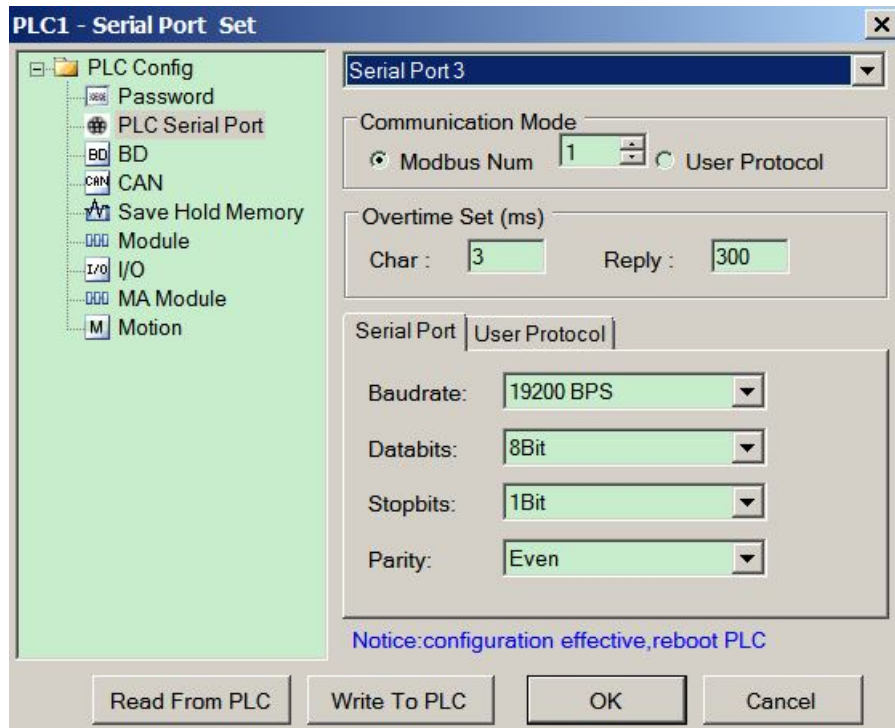 PLC1 - Serial Port Set
PLC Config
Password
PLC Serial Port
BD BD
CAN CAN
Save Hold Memory
Module
I/O I/O
MA Module
M Motion
Serial Port 3
Communication Mode
Modbus Num 1 User Protocol
Overtime Set (ms)
Char : 3 Reply : 300
Serial Port User Protocol
Baudrate: 19200 BPS
Databits: 8Bit
Stopbits: 1Bit
Parity: Even
Notice:configuration effective,reboot PLC
Read From PLC Write To PLC OK Cancel